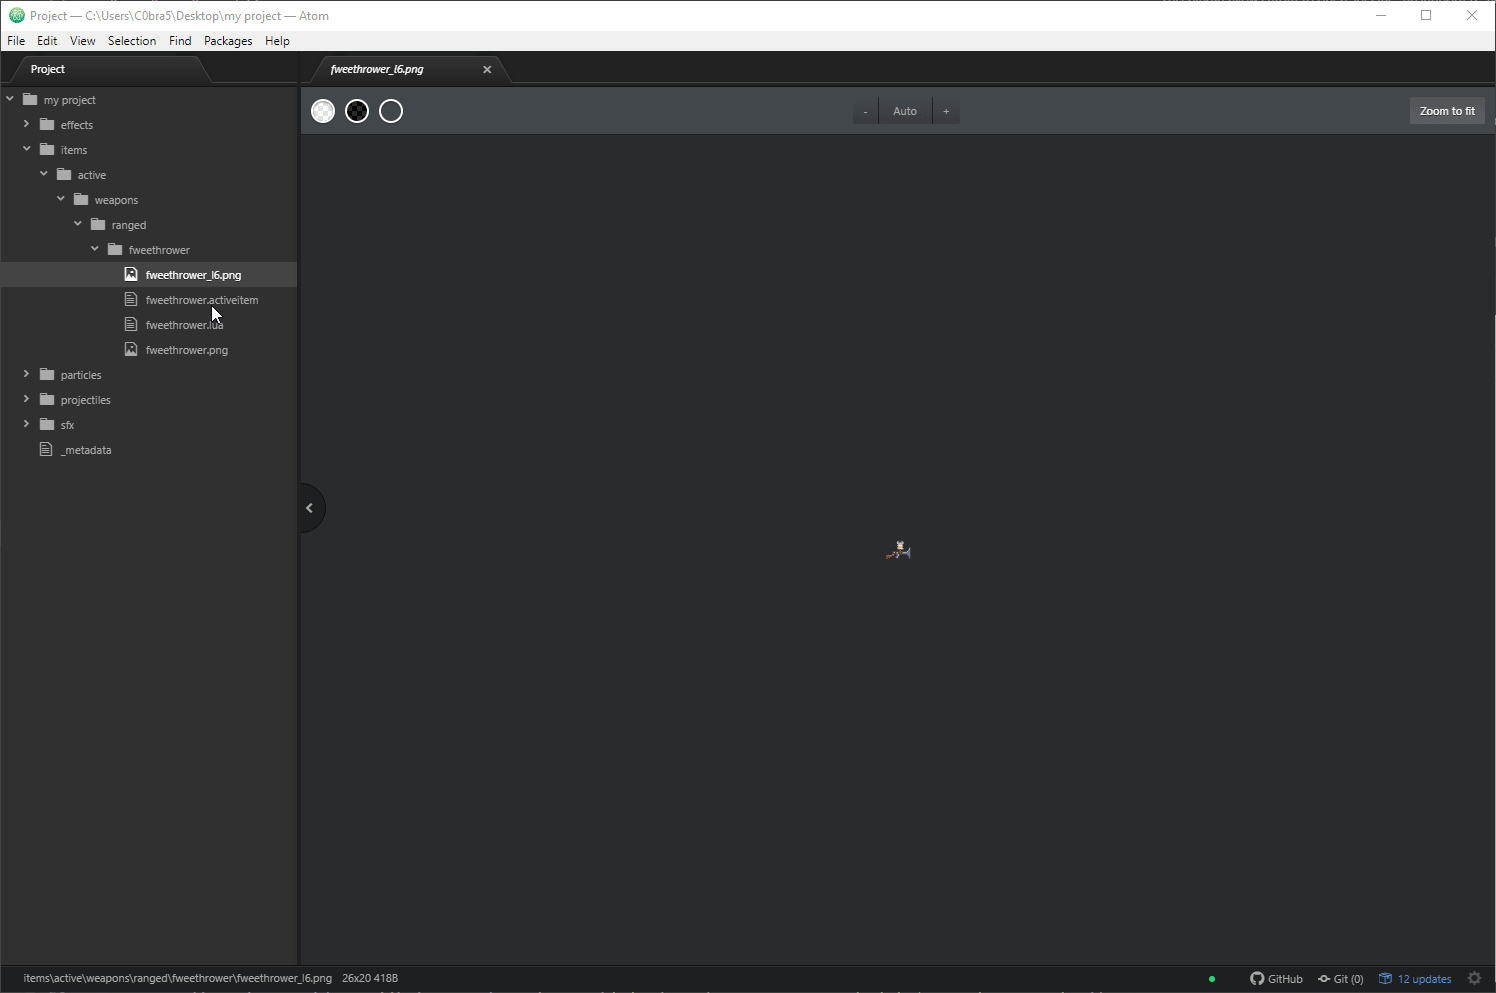 Project — C:\Users\C0bra5\Desktop\my project — Atom
File Edit View Selection Find Packages Help
Project
fweethrower_l6.png
- Auto +
Zoom to fit
my project
effects
items
active
weapons
ranged
fweethrower
fweethrower_l6.png
fweethrower.activeitem
fweethrower.lua
fweethrower.png
particles
projectiles
sfx
_metadata
items\active\weapons\ranged\fweethrower\fweethrower_l6.png 26x20 418B
GitHub Git (0) 12 updates